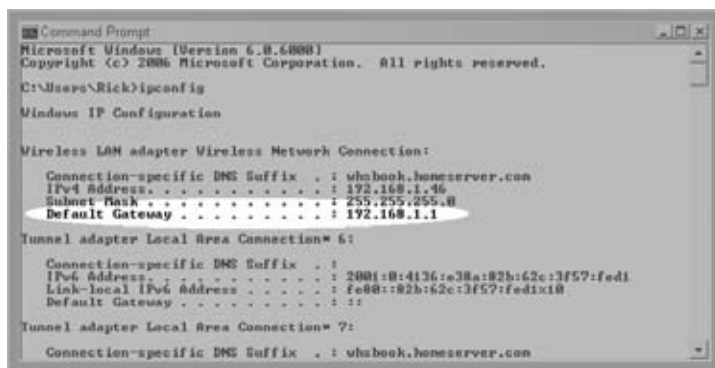 Command Prompt
Microsoft Windows [Version 6.0.6000]
Copyright (c) 2006 Microsoft Corporation. All rights reserved.
C:\Users\Rick>ipconfig
Windows IP Configuration
Wireless LAN adapter Wireless Network Connection:
Connection-specific DNS Suffix . : whsbook.homeserver.com
IPv4 Address. . . . . . . . . . . : 192.168.1.46
Subnet Mask . . . . . . . . . . . : 255.255.255.0
Default Gateway . . . . . . . . . : 192.168.1.1
Tunnel adapter Local Area Connection* 6:
Connection-specific DNS Suffix . :
IPv6 Address. . . . . . . . . . . : 2001:0:4136:e38a:82b:62c:3f57:fed1
Link-local IPv6 Address . . . . . : fe80::82b:62c:3f57:fed1%10
Default Gateway . . . . . . . . . : ::
Tunnel adapter Local Area Connection* 7:
Connection-specific DNS Suffix . : whsbook.homeserver.com